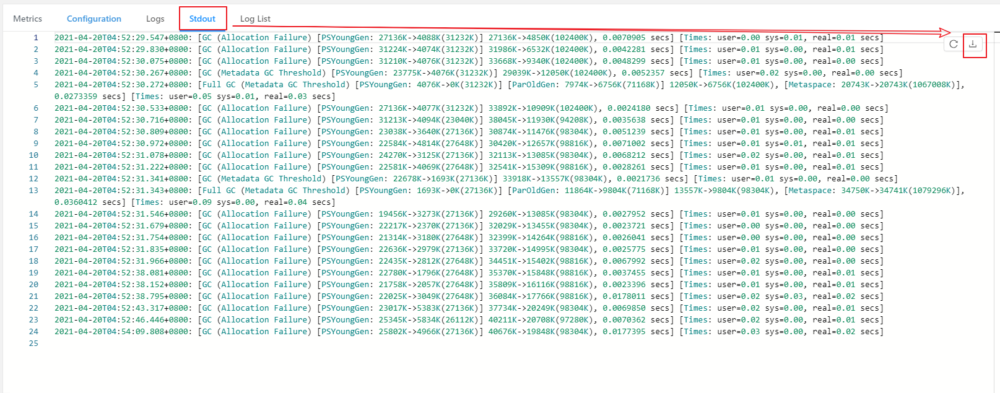 Metrics Configuration Logs Stdout Log List
1 2021-04-20T04:52:29.547+0800: [GC (Allocation Failure) [PSYoungGen: 27136K->4088K(31232K)] 27136K->4850K(102400K), 0.0070905 secs] [Times: user=0.00 sys=0.01, real=0.01 secs]
2 2021-04-20T04:52:29.830+0800: [GC (Allocation Failure) [PSYoungGen: 31224K->4074K(31232K)] 31986K->6532K(102400K), 0.0042281 secs] [Times: user=0.01 sys=0.00, real=0.01 secs]
3 2021-04-20T04:52:30.075+0800: [GC (Allocation Failure) [PSYoungGen: 31210K->4076K(31232K)] 33668K->9340K(102400K), 0.0048299 secs] [Times: user=0.01 sys=0.00, real=0.00 secs]
4 2021-04-20T04:52:30.267+0800: [GC (Metadata GC Threshold) [PSYoungGen: 23775K->4076K(31232K)] 29039K->12050K(102400K), 0.0052357 secs] [Times: user=0.02 sys=0.00, real=0.00 secs]
5 2021-04-20T04:52:30.272+0800: [Full GC (Metadata GC Threshold) [PSYoungGen: 4076K->0K(31232K)] [ParOldGen: 7974K->6756K(71168K)] 12050K->6756K(102400K), [Metaspace: 20743K->20743K(1067008K)],
0.0273359 secs] [Times: user=0.05 sys=0.01, real=0.03 secs]
6 2021-04-20T04:52:30.533+0800: [GC (Allocation Failure) [PSYoungGen: 27136K->4077K(31232K)] 33892K->10909K(102400K), 0.0024180 secs] [Times: user=0.01 sys=0.00, real=0.00 secs]
7 2021-04-20T04:52:30.716+0800: [GC (Allocation Failure) [PSYoungGen: 31213K->4094K(23040K)] 38045K->11930K(94208K), 0.0035638 secs] [Times: user=0.01 sys=0.00, real=0.01 secs]
8 2021-04-20T04:52:30.809+0800: [GC (Allocation Failure) [PSYoungGen: 23038K->3640K(27136K)] 30874K->11476K(98304K), 0.0051239 secs] [Times: user=0.01 sys=0.00, real=0.01 secs]
9 2021-04-20T04:52:30.972+0800: [GC (Allocation Failure) [PSYoungGen: 22584K->4814K(27648K)] 30420K->12657K(98816K), 0.0071002 secs] [Times: user=0.01 sys=0.01, real=0.01 secs]
10 2021-04-20T04:52:31.078+0800: [GC (Allocation Failure) [PSYoungGen: 24270K->3125K(27136K)] 32113K->13085K(98304K), 0.0068212 secs] [Times: user=0.02 sys=0.00, real=0.01 secs]
11 2021-04-20T04:52:31.222+0800: [GC (Allocation Failure) [PSYoungGen: 22581K->4069K(27648K)] 32541K->15309K(98816K), 0.0028261 secs] [Times: user=0.01 sys=0.00, real=0.01 secs]
12 2021-04-20T04:52:31.341+0800: [GC (Metadata GC Threshold) [PSYoungGen: 22678K->1693K(27136K)] 33918K->13557K(98304K), 0.0021736 secs] [Times: user=0.01 sys=0.00, real=0.00 secs]
13 2021-04-20T04:52:31.343+0800: [Full GC (Metadata GC Threshold) [PSYoungGen: 1693K->0K(27136K)] [ParOldGen: 11864K->9804K(71168K)] 13557K->9804K(98304K), [Metaspace: 34750K->34741K(1079296K)],
0.0360412 secs] [Times: user=0.09 sys=0.00, real=0.04 secs]
14 2021-04-20T04:52:31.546+0800: [GC (Allocation Failure) [PSYoungGen: 19456K->3273K(27136K)] 29260K->13085K(98304K), 0.0027952 secs] [Times: user=0.01 sys=0.00, real=0.00 secs]
15 2021-04-20T04:52:31.679+0800: [GC (Allocation Failure) [PSYoungGen: 22217K->2370K(27136K)] 32029K->13455K(98304K), 0.0023721 secs] [Times: user=0.00 sys=0.00, real=0.00 secs]
16 2021-04-20T04:52:31.754+0800: [GC (Allocation Failure) [PSYoungGen: 21314K->3180K(27648K)] 32399K->14264K(98816K), 0.0026041 secs] [Times: user=0.00 sys=0.00, real=0.01 secs]
17 2021-04-20T04:52:31.835+0800: [GC (Allocation Failure) [PSYoungGen: 22636K->2979K(27136K)] 33720K->14995K(98304K), 0.0025775 secs] [Times: user=0.01 sys=0.00, real=0.00 secs]
18 2021-04-20T04:52:31.966+0800: [GC (Allocation Failure) [PSYoungGen: 22435K->2812K(27648K)] 34451K->15402K(98816K), 0.0067992 secs] [Times: user=0.02 sys=0.00, real=0.00 secs]
19 2021-04-20T04:52:38.081+0800: [GC (Allocation Failure) [PSYoungGen: 22780K->1796K(27648K)] 35370K->15848K(98816K), 0.0037455 secs] [Times: user=0.01 sys=0.00, real=0.01 secs]
20 2021-04-20T04:52:38.152+0800: [GC (Allocation Failure) [PSYoungGen: 21758K->2057K(27648K)] 35809K->16116K(98816K), 0.0023396 secs] [Times: user=0.01 sys=0.00, real=0.01 secs]
21 2021-04-20T04:52:38.795+0800: [GC (Allocation Failure) [PSYoungGen: 22025K->3049K(27648K)] 36084K->17766K(98816K), 0.0178011 secs] [Times: user=0.02 sys=0.03, real=0.02 secs]
22 2021-04-20T04:52:43.317+0800: [GC (Allocation Failure) [PSYoungGen: 23017K->5383K(27136K)] 37734K->20249K(98304K), 0.0069850 secs] [Times: user=0.02 sys=0.00, real=0.01 secs]
23 2021-04-20T04:52:46.446+0800: [GC (Allocation Failure) [PSYoungGen: 25345K->5834K(26112K)] 40211K->20708K(97280K), 0.0070362 secs] [Times: user=0.02 sys=0.00, real=0.01 secs]
24 2021-04-20T04:54:09.808+0800: [GC (Allocation Failure) [PSYoungGen: 25802K->4966K(27136K)] 40676K->19848K(98304K), 0.0177395 secs] [Times: user=0.03 sys=0.00, real=0.02 secs]
25